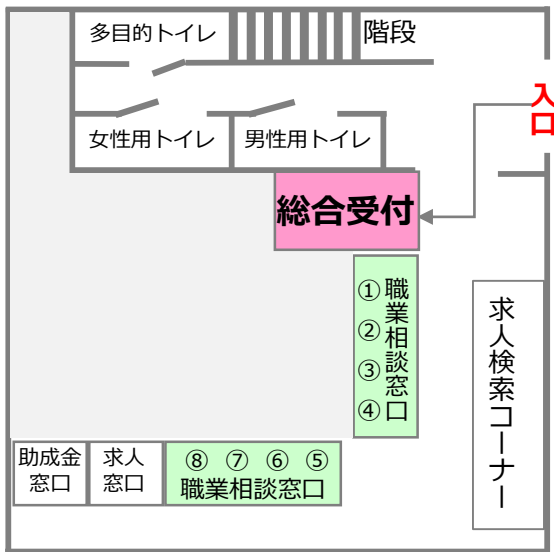 多目的トイレ
階段
入口
女性用トイレ
男性用トイレ
総合受付
①
②
③
④
職業相談窓口
求人検索コーナー
助成金
窓口
求人
窓口
⑧ ⑦ ⑥ ⑤
職業相談窓口